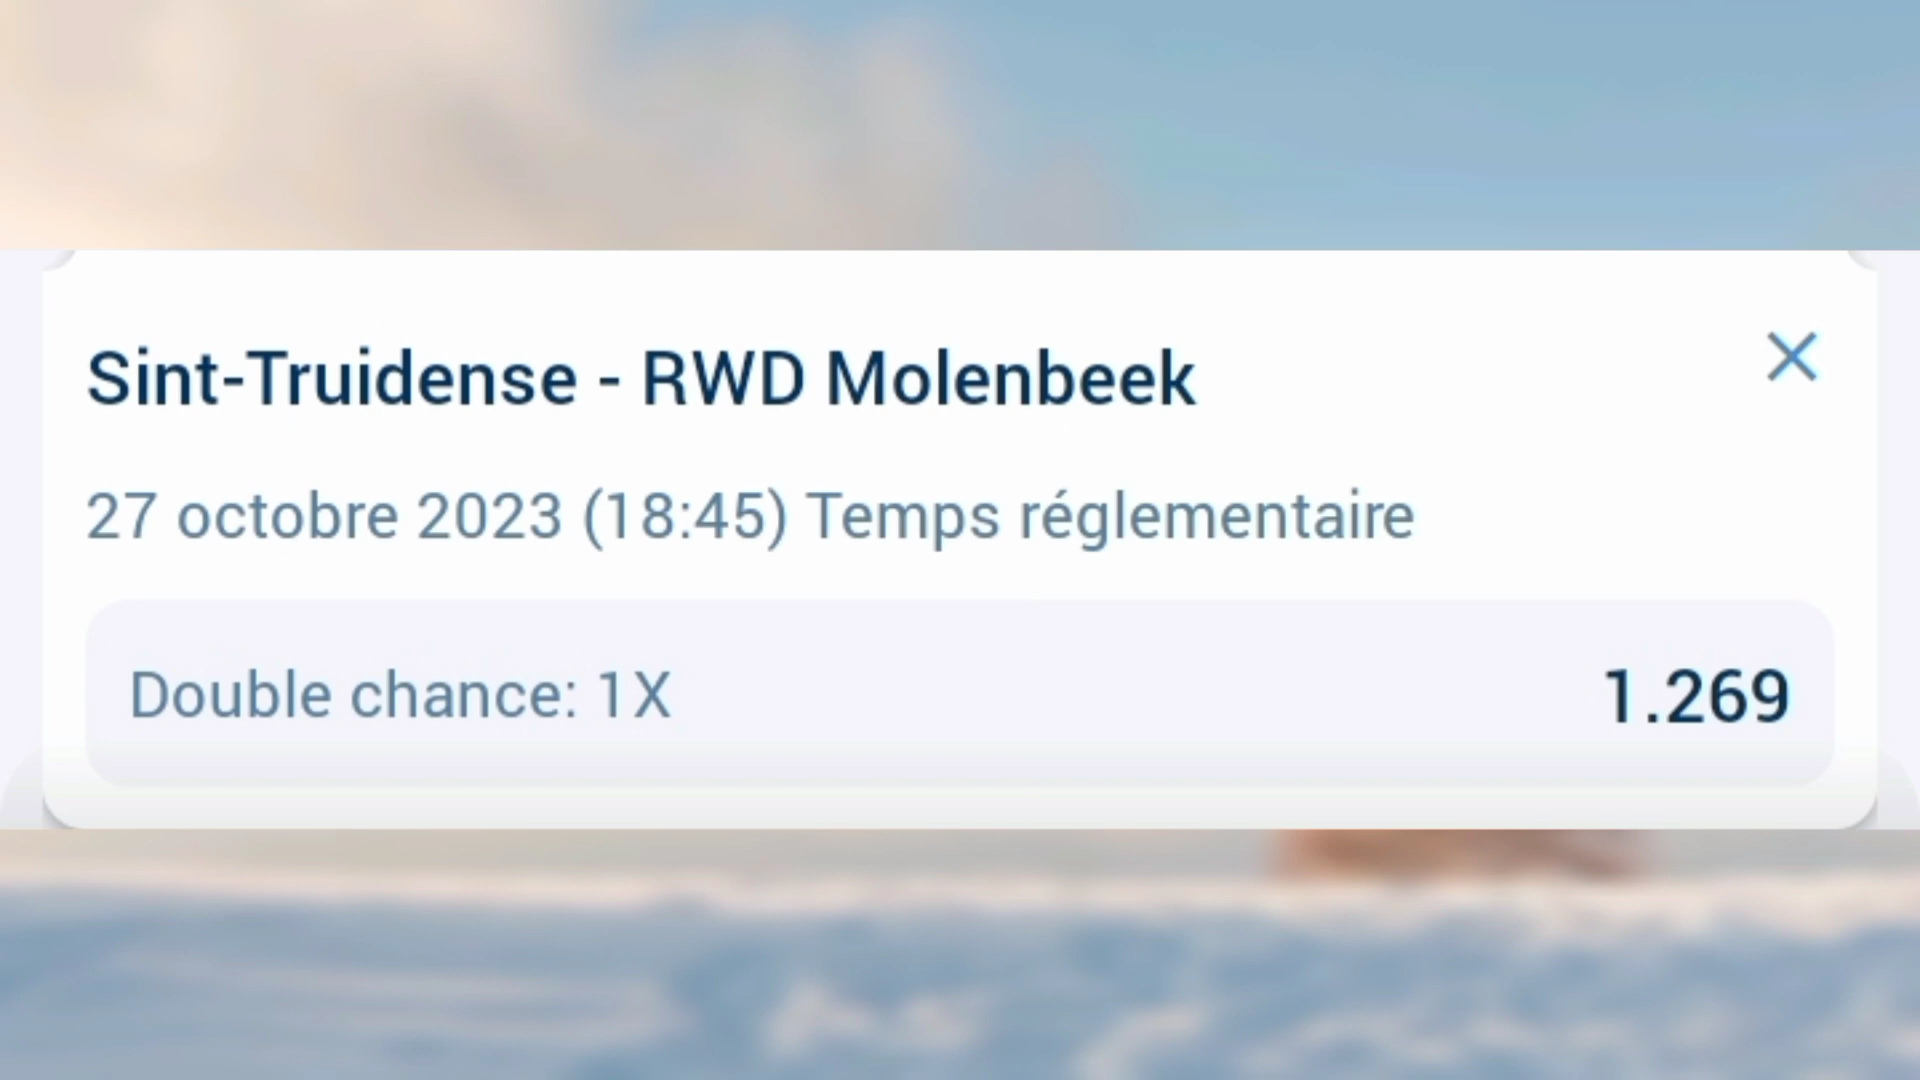 Sint-Truidense - RWD Molenbeek
27 octobre 2023 (18:45) Temps réglementaire
Double chance: 1X
1.269